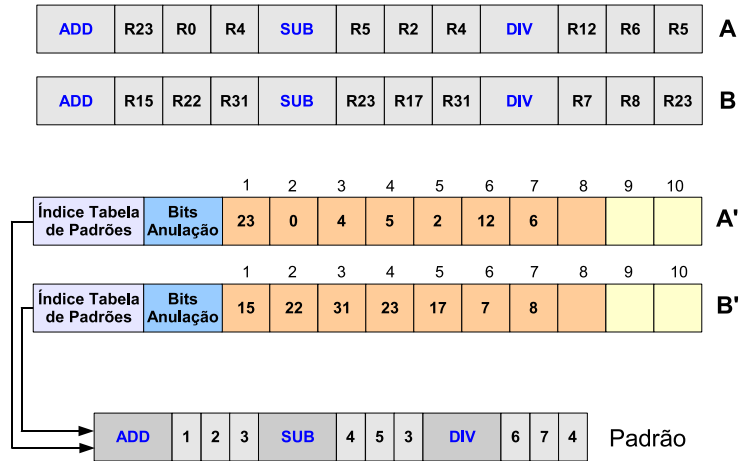 ADD R23 R0 R4 SUB R5 R2 R4 DIV R12 R6 R5 A
ADD R15 R22 R31 SUB R23 R17 R31 DIV R7 R8 R23 B
1 2 3 4 5 6 7 8 9 10
Índice Tabela Bits
de Padrões Anulação
23 0 4 5 2 12 6 A'
1 2 3 4 5 6 7 8 9 10
Índice Tabela Bits
de Padrões Anulação
15 22 31 23 17 7 8 B'
ADD 1 2 3 SUB 4 5 3 DIV 6 7 4 Padrão